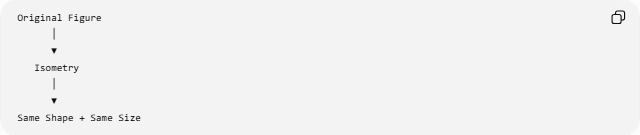 Original Figure
│
▼
Isometry
│
▼
Same Shape + Same Size